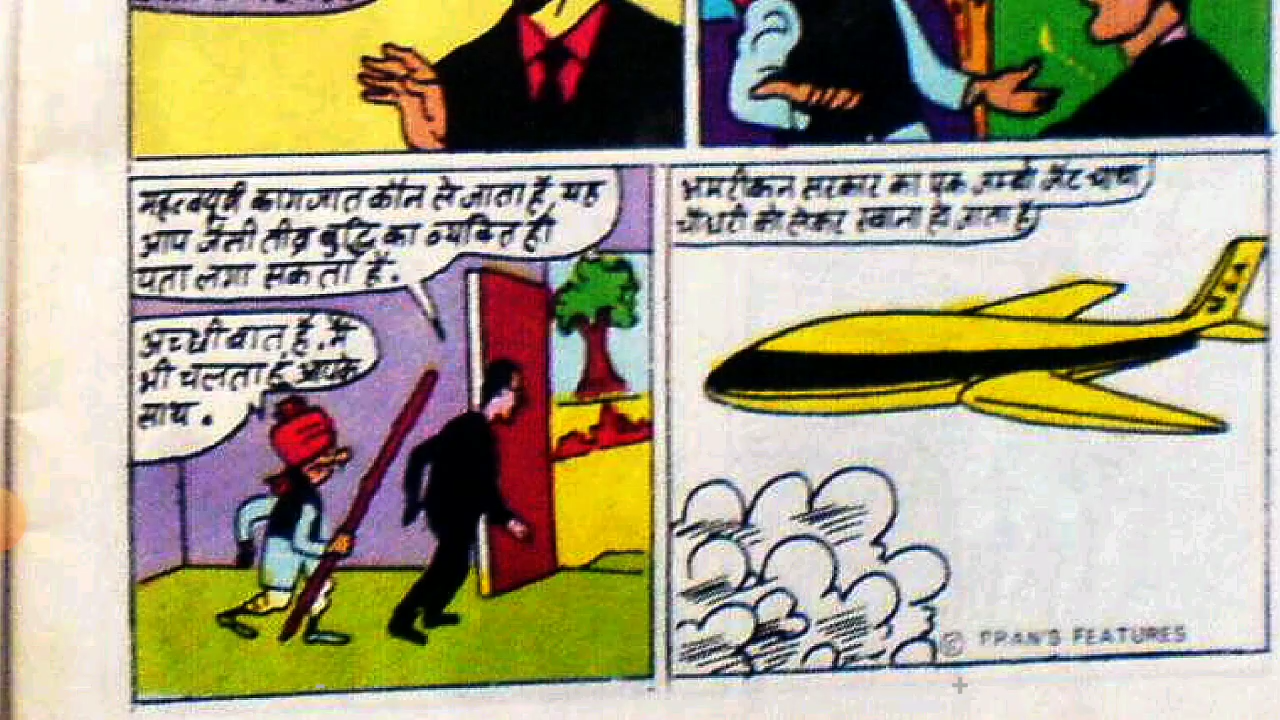 महत्वपूर्ण कागजात कौन ले जाता है, यह
आप जैसी तीव्र बुद्धि का व्यक्ति ही
पता लगा सकता है.
अच्छी बात है. मैं
भी चलता हूं आपके
साथ.
अमरीकन सरकार का एक जम्बो जेट चाचा
चौधरी को लेकर रवाना हो जाता है
© PRAN'S FEATURES